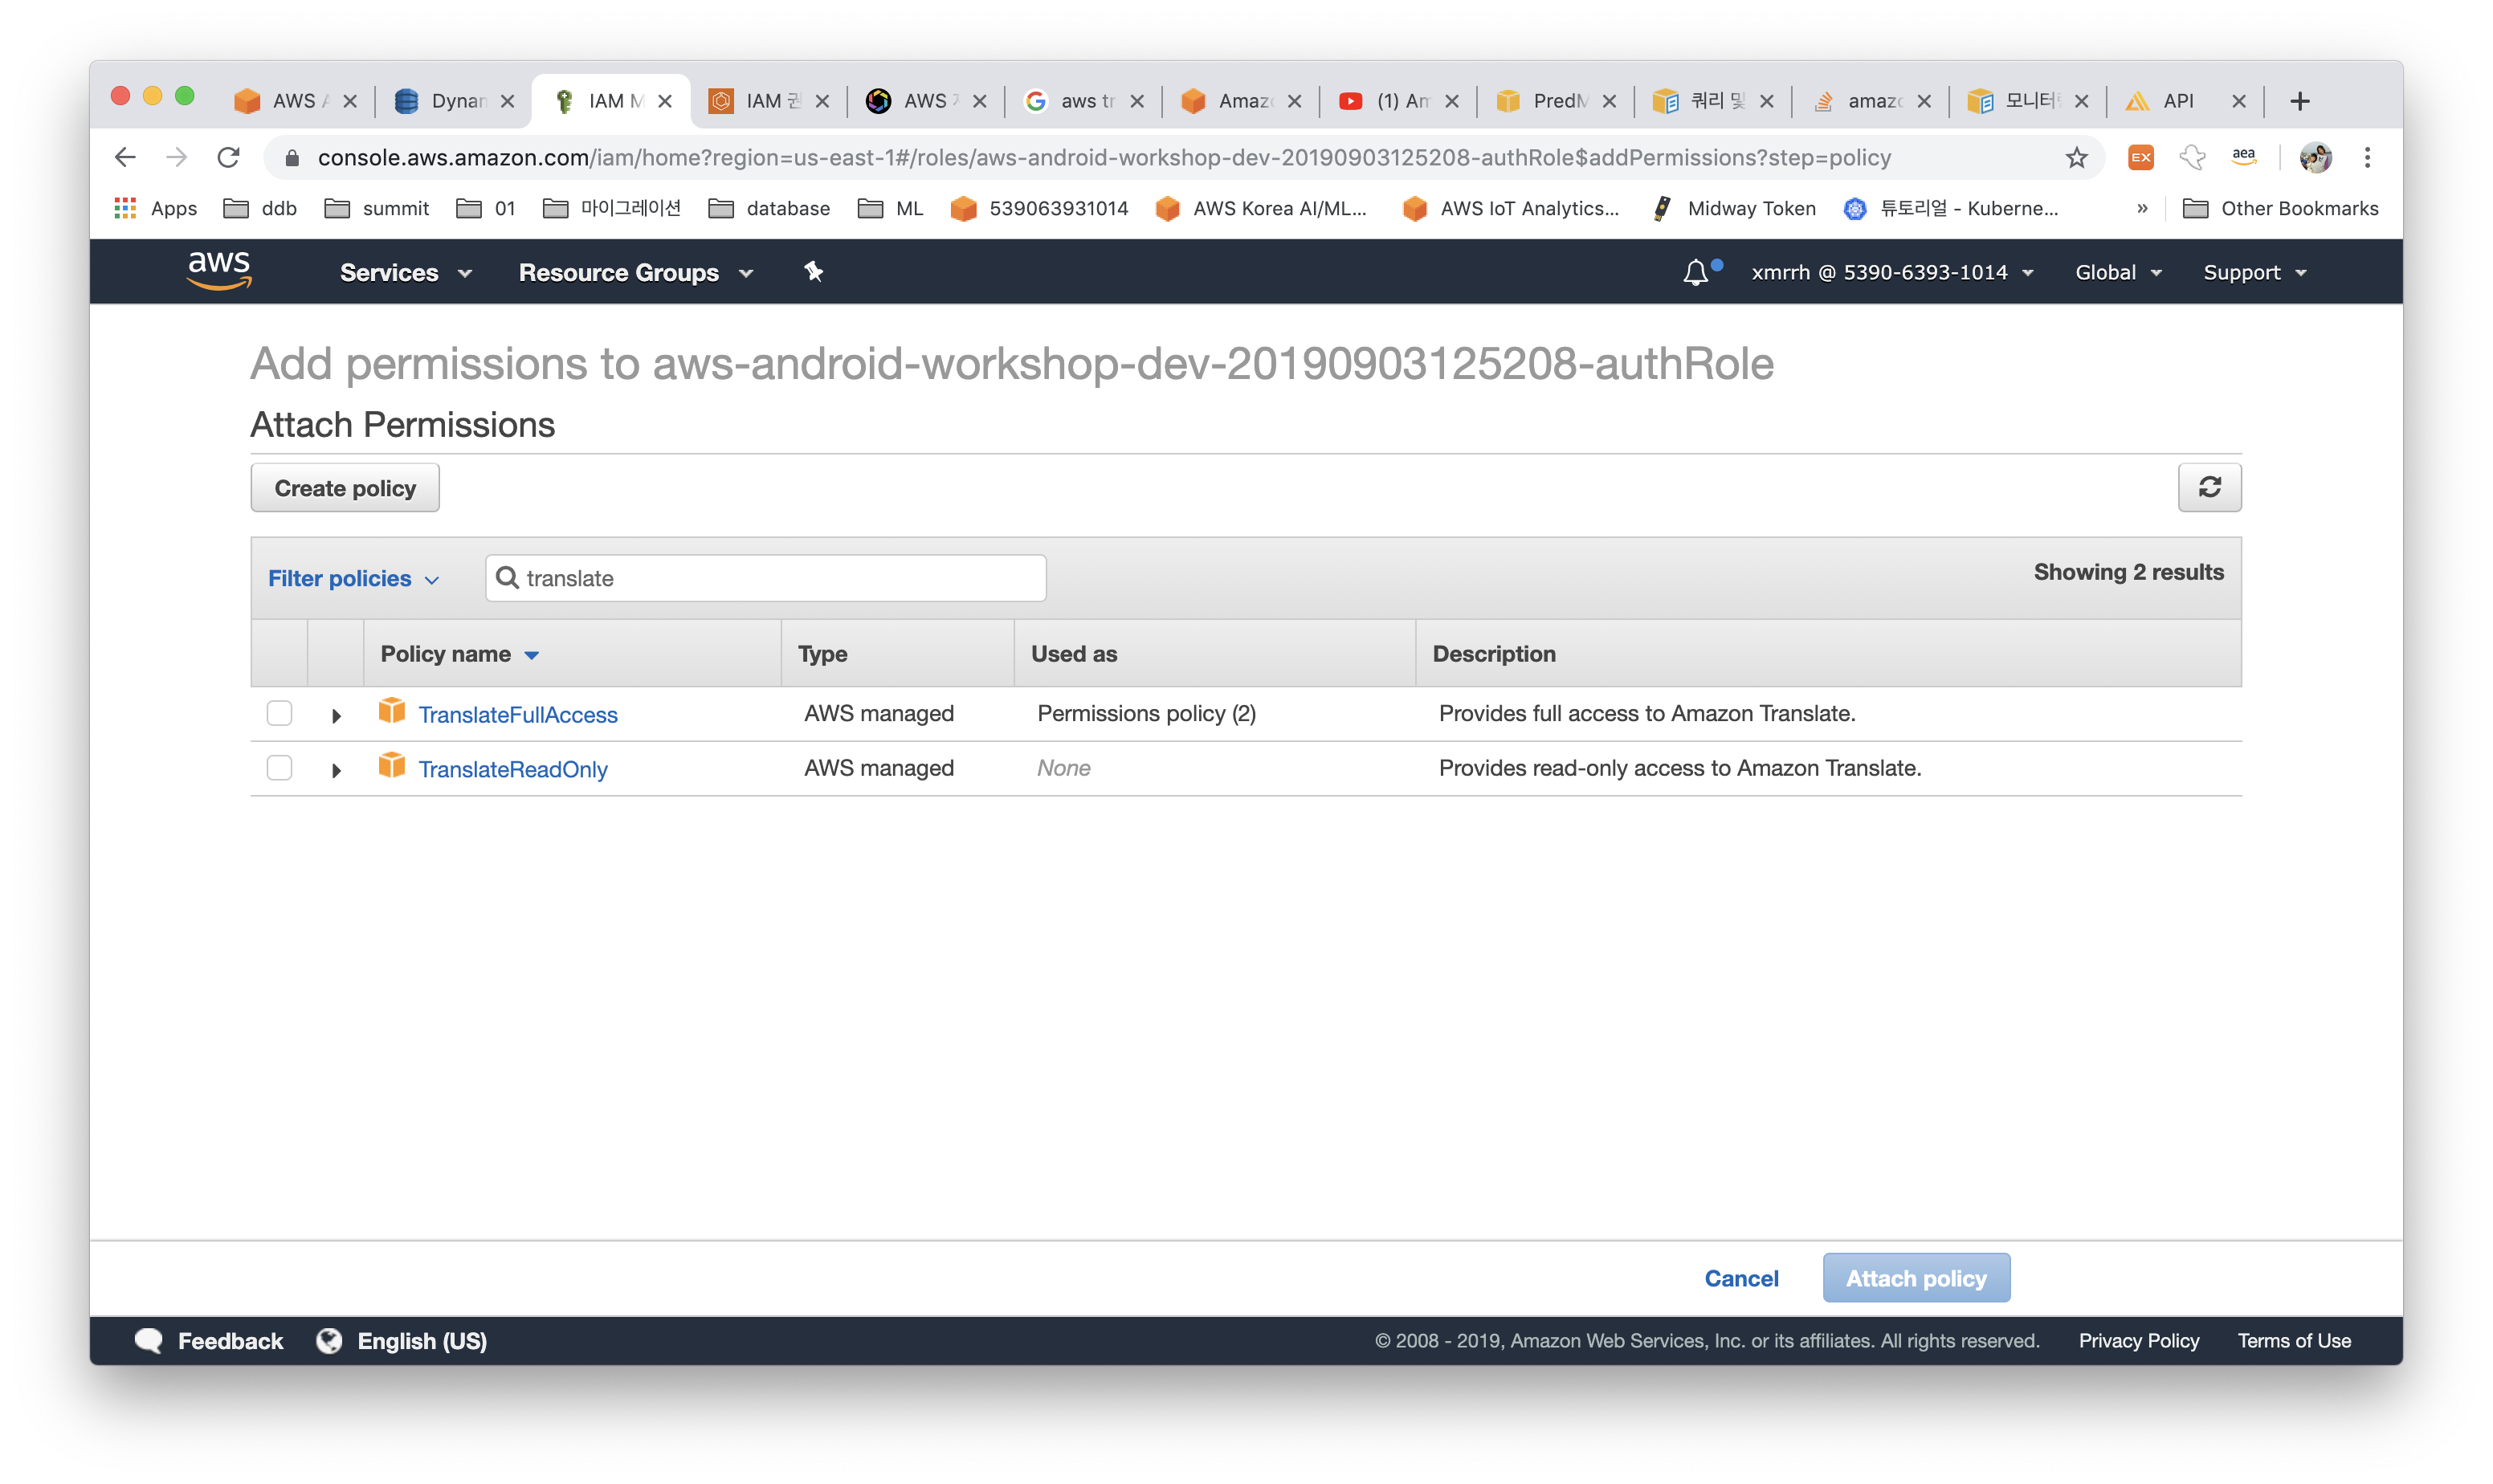 AWS A
Dynan
IAM M
IAM 권
AWS
aws tr
Amaz
(1) Am
PredM
쿼리 및
amazo
모니터링
API
console.aws.amazon.com/iam/home?region=us-east-1#/roles/aws-android-workshop-dev-20190903125208-authRole$addPermissions?step=policy
EX
aea
Apps
ddb
summit
01
마이그레이션
database
ML
539063931014
AWS Korea AI/ML...
AWS IoT Analytics...
Midway Token
튜토리얼 - Kuberne...
»
Other Bookmarks
aws
Services
Resource Groups
xmrrh @ 5390-6393-1014
Global
Support
Add permissions to aws-android-workshop-dev-20190903125208-authRole
Attach Permissions
Create policy
Filter policies
translate
Showing 2 results
Policy name
Type
Used as
Description
TranslateFullAccess
AWS managed
Permissions policy (2)
Provides full access to Amazon Translate.
TranslateReadOnly
AWS managed
None
Provides read-only access to Amazon Translate.
Cancel
Attach policy
Feedback
English (US)
© 2008 - 2019, Amazon Web Services, Inc. or its affiliates. All rights reserved.
Privacy Policy
Terms of Use